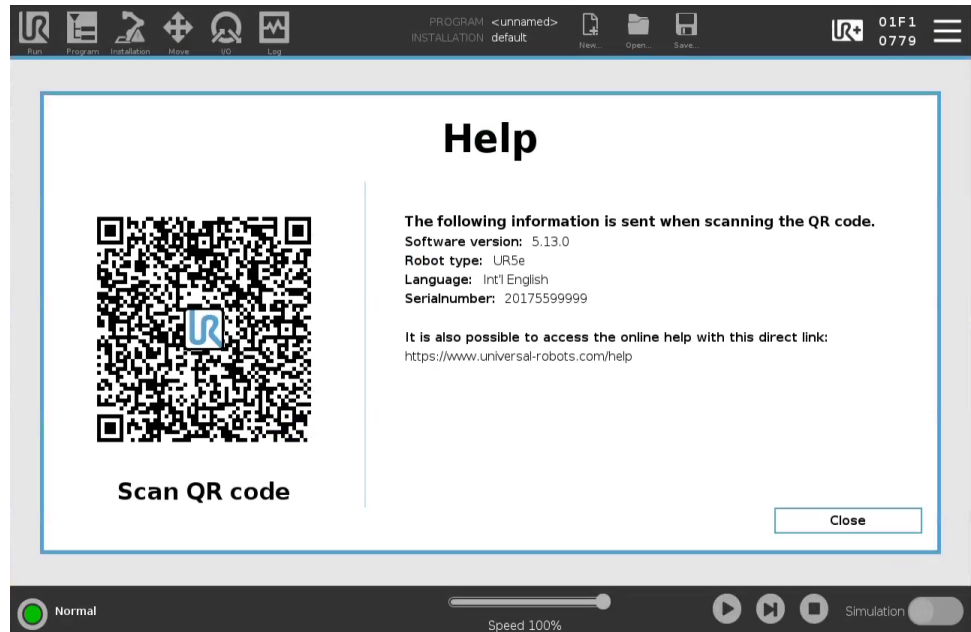 Run Program Installation Move I/O Log
PROGRAM <unnamed>
INSTALLATION default
New... Open... Save...
UR+
01F1
0779
Help
UR
Scan QR code
The following information is sent when scanning the QR code.
Software version: 5.13.0
Robot type: UR5e
Language: Int'l English
Serialnumber: 20175599999
It is also possible to access the online help with this direct link:
https://www.universal-robots.com/help
Close
Normal
Speed 100%
Simulation